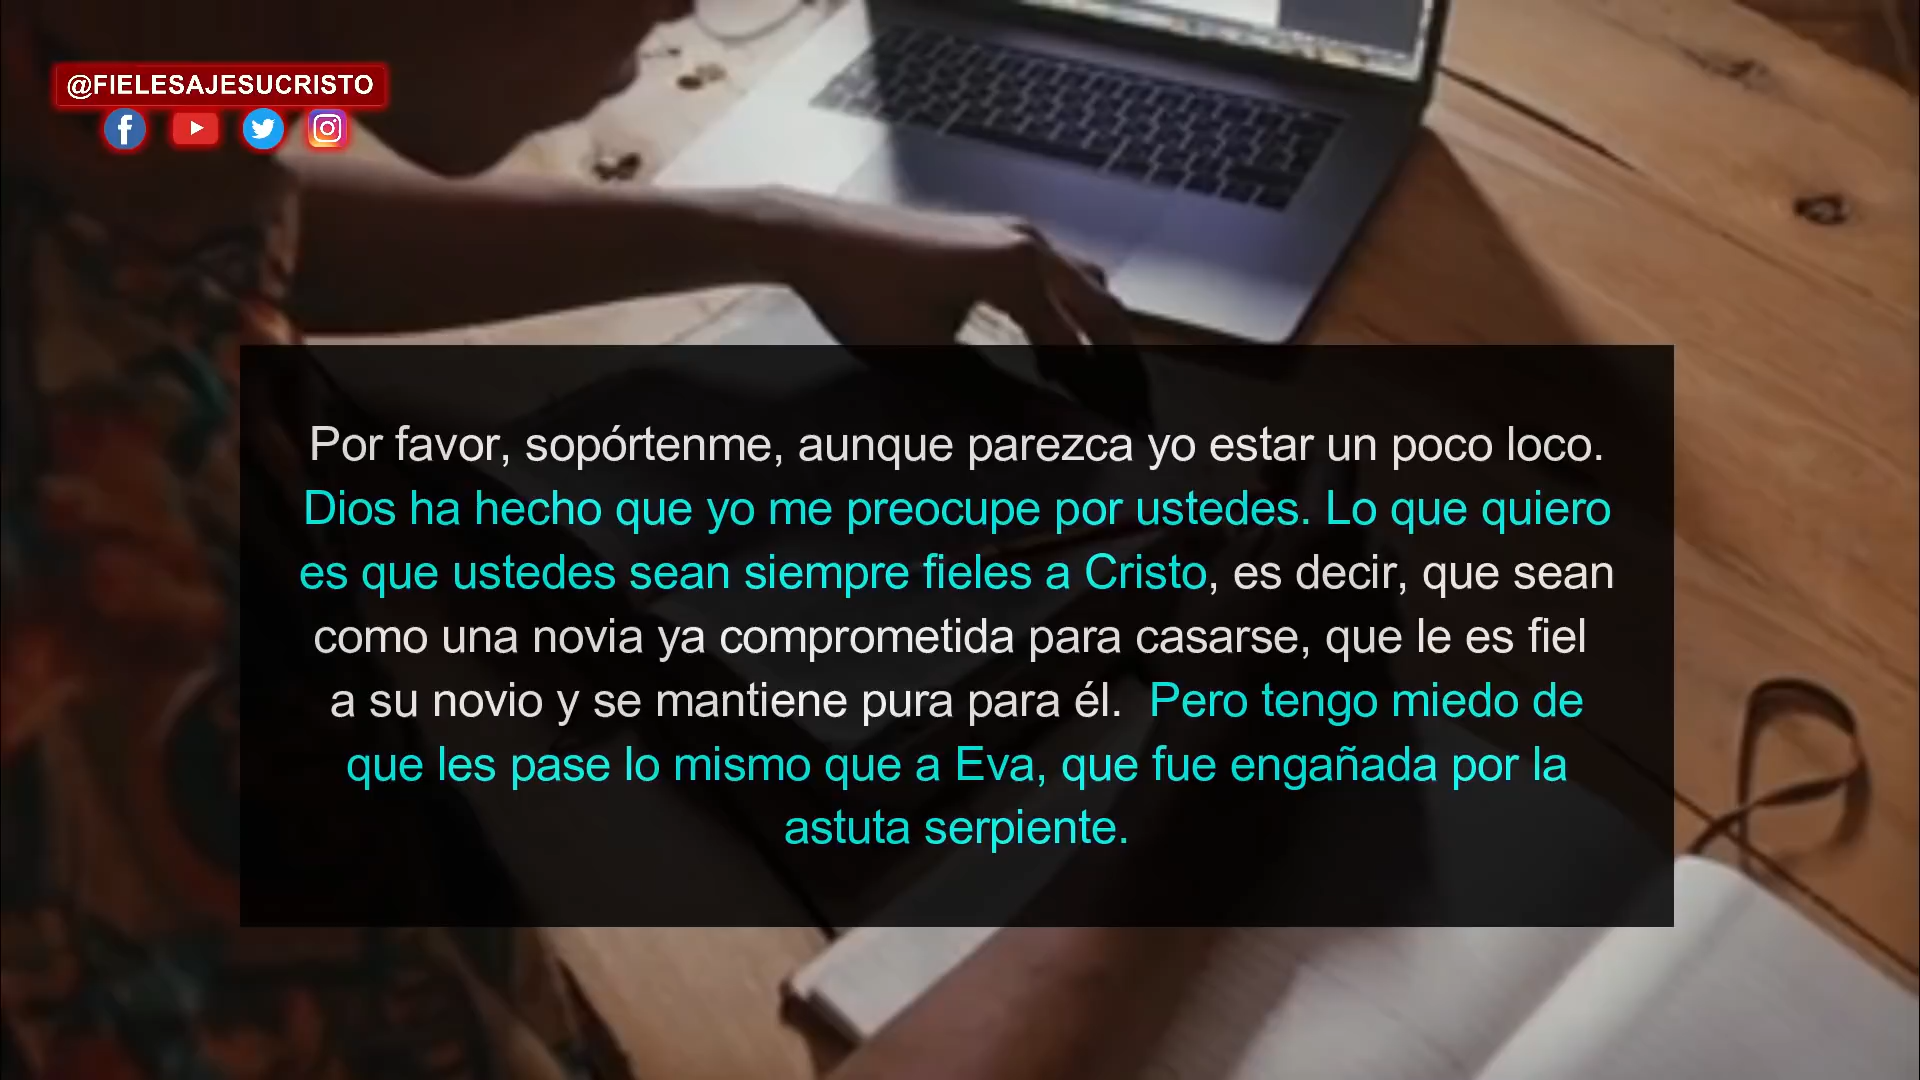 @FIELESAJESUCRISTO
Por favor, sopórtenme, aunque parezca yo estar un poco loco.
Dios ha hecho que yo me preocupe por ustedes. Lo que quiero
es que ustedes sean siempre fieles a Cristo, es decir, que sean
como una novia ya comprometida para casarse, que le es fiel
a su novio y se mantiene pura para él. Pero tengo miedo de
que les pase lo mismo que a Eva, que fue engañada por la
astuta serpiente.